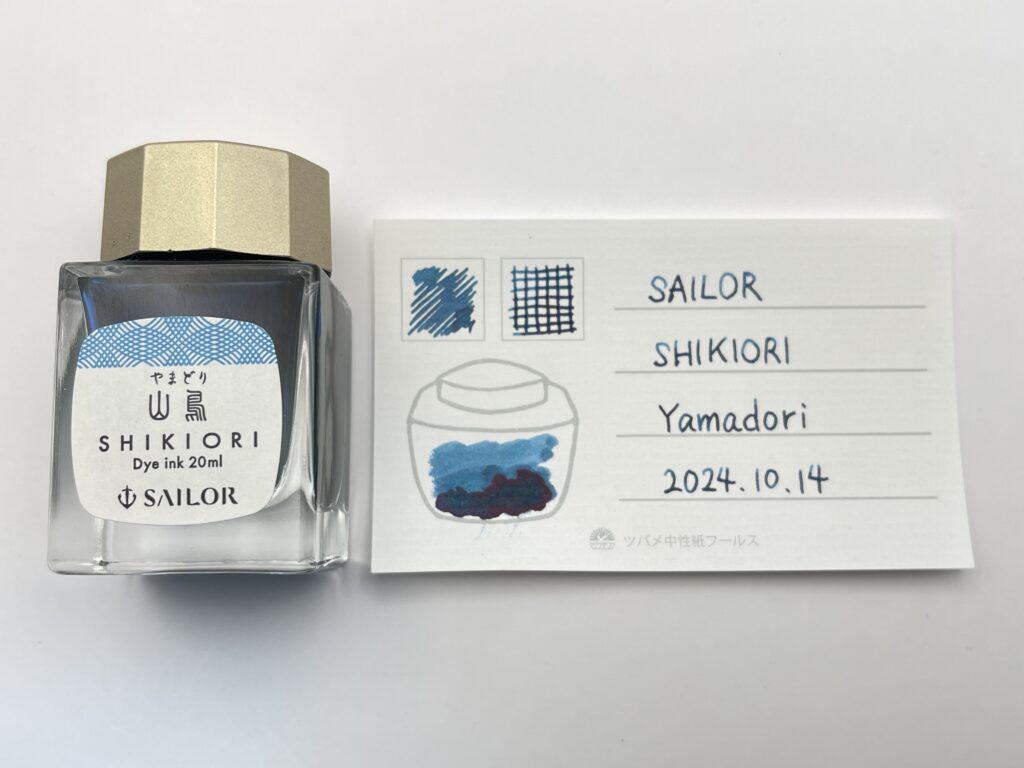 やまどり
山鳥
SHIKIORI
Dye ink 20ml
SAILOR
SAILOR
SHIKIORI
Yamadori
2024.10.14
ツバメ中性紙フールス